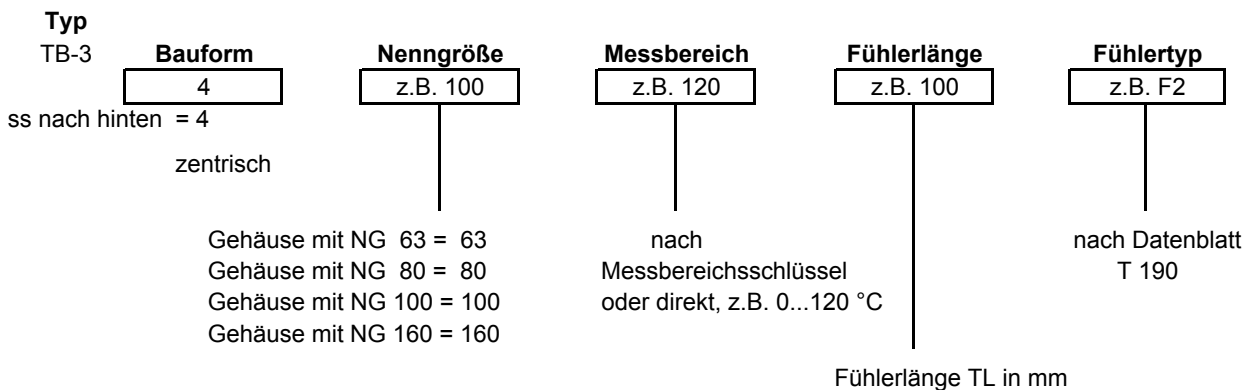 Typ
TB-3 Bauform Nenngröße Messbereich Fühlerlänge Fühlertyp
4 z.B. 100 z.B. 120 z.B. 100 z.B. F2
ss nach hinten = 4
zentrisch
Gehäuse mit NG 63 = 63 nach nach Datenblatt
Gehäuse mit NG 80 = 80 Messbereichsschlüssel T 190
Gehäuse mit NG 100 = 100 oder direkt, z.B. 0...120 °C
Gehäuse mit NG 160 = 160
Fühlerlänge TL in mm